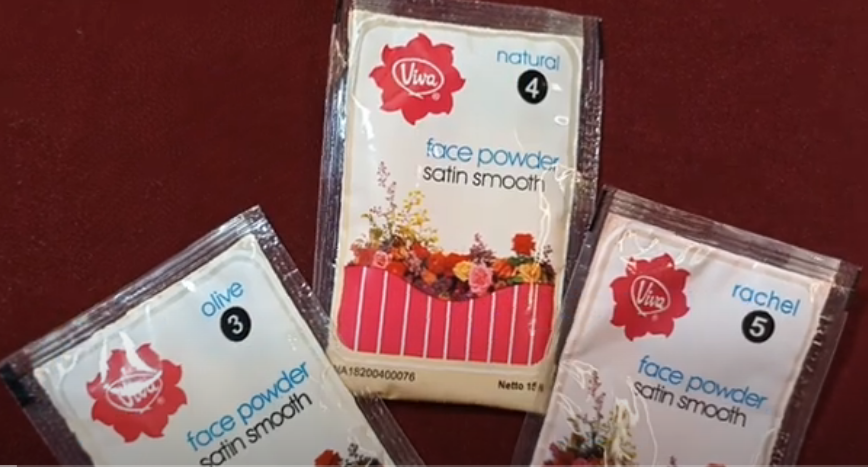 Viva
natural
4
face powder
satin smooth
NA18200400076
Netto
olive
3
Viva
face powder
satin smooth
rachel
5
Viva
face powder
satin smooth